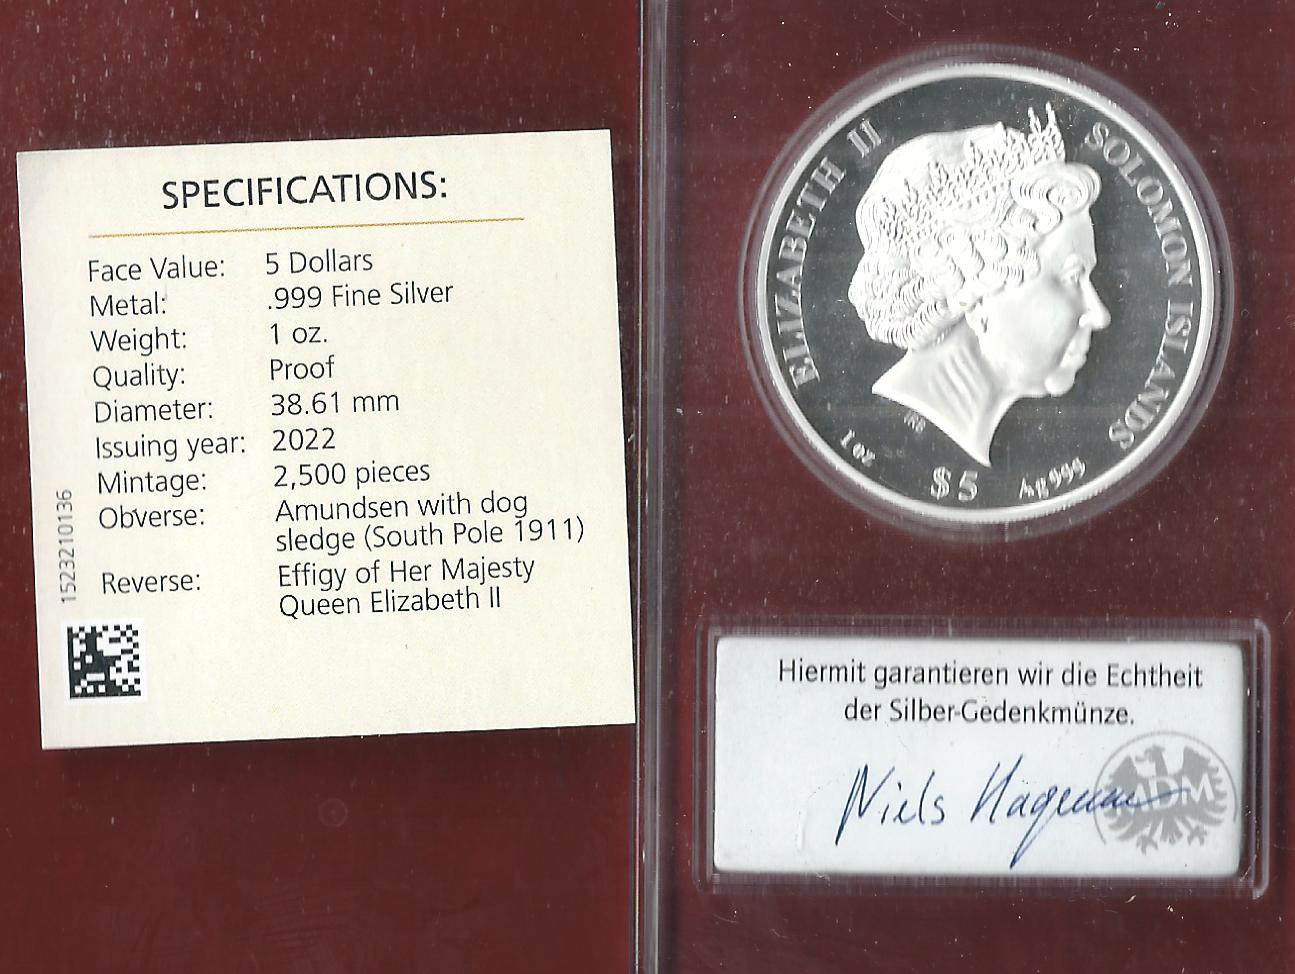 SPECIFICATIONS:
Face Value: 5 Dollars
Metal: .999 Fine Silver
Weight: 1 oz.
Quality: Proof
Diameter: 38.61 mm
Issuing year: 2022
Mintage: 2,500 pieces
Obverse: Amundsen with dog
sledge (South Pole 1911)
Reverse: Effigy of Her Majesty
Queen Elizabeth II
1523210136
ELIZABETH II
SOLOMON ISLANDS
1 oz
$5
Ag 999
Hiermit garantieren wir die Echtheit
der Silber-Gedenkmünze.
Niels
ADM